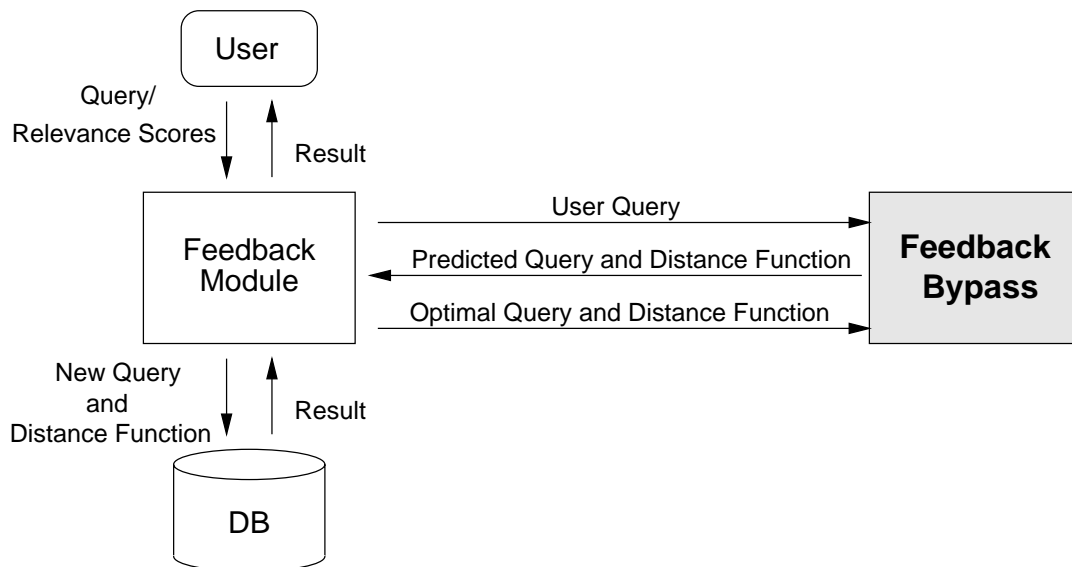 User
Query/
Relevance Scores
Result
User Query
Feedback
Module
Predicted Query and Distance Function
Feedback
Bypass
Optimal Query and Distance Function
New Query
and
Distance Function
Result
DB